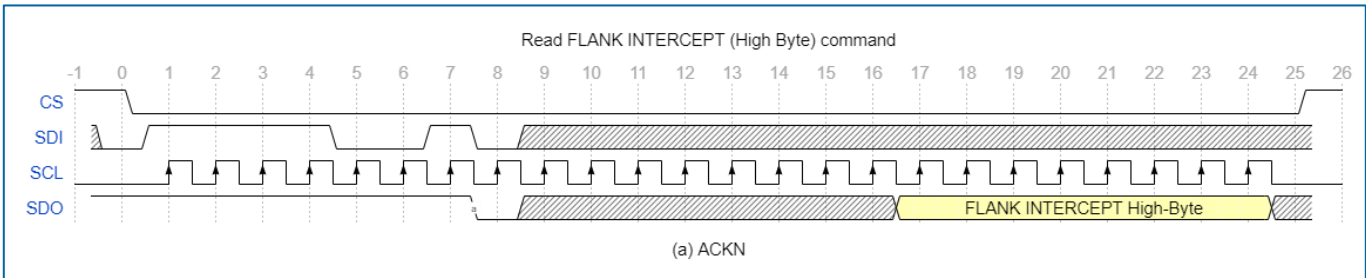 Read FLANK INTERCEPT (High Byte) command
-1 0 1 2 3 4 5 6 7 8 9 10 11 12 13 14 15 16 17 18 19 20 21 22 23 24 25 26
CS
SDI
SCL
SDO FLANK INTERCEPT High-Byte
(a) ACKN